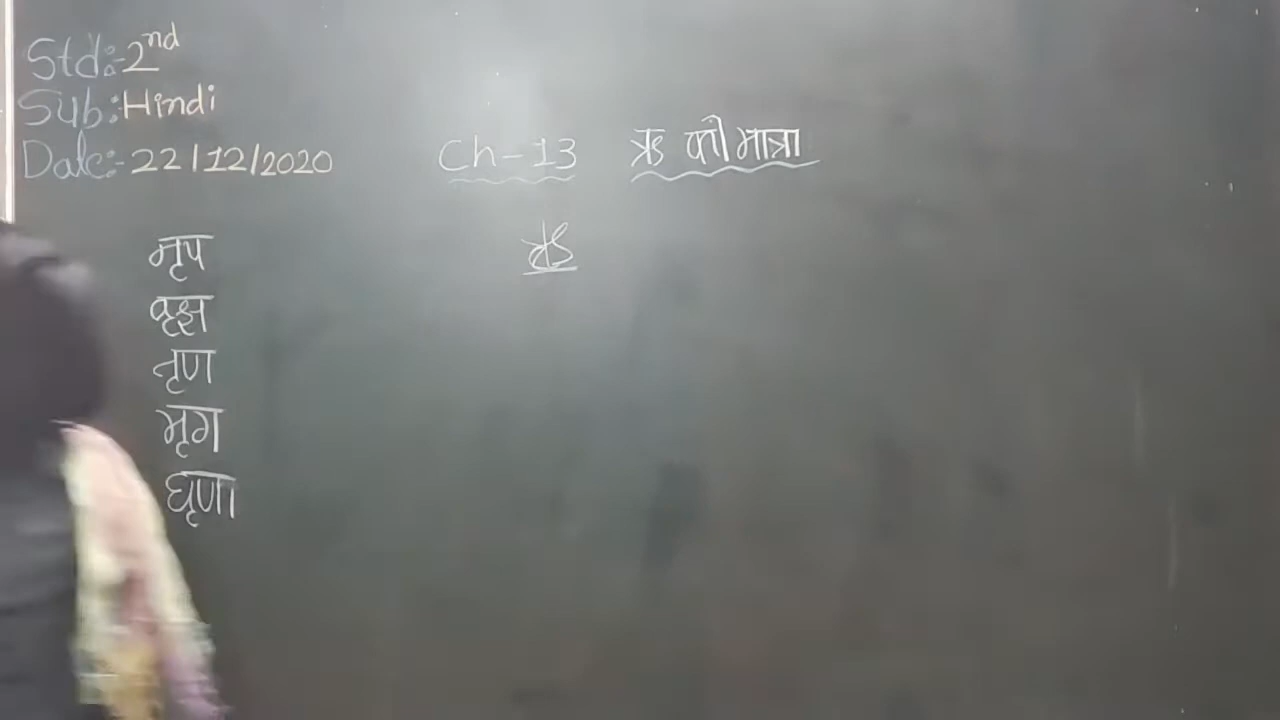 Std:-2nd
Sub:Hindi
Date:-22/12/2020
Ch-13 ऋ की मात्रा
नृप
वृक्ष
तृण
मृग
घृणा